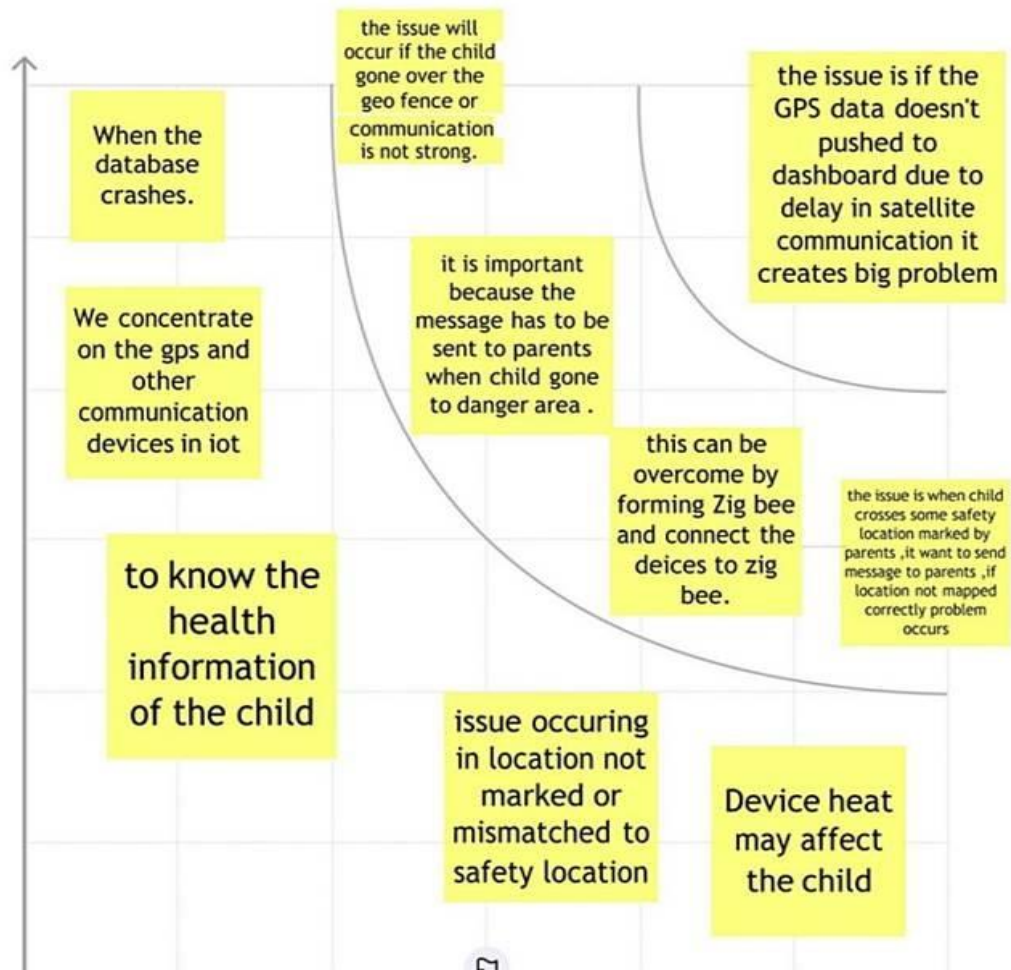 the issue will
occur if the child
gone over the
geo fence or
communication
is not strong.
When the
database
crashes.
the issue is if the
GPS data doesn't
pushed to
dashboard due to
delay in satellite
communication it
creates big problem
We concentrate
on the gps and
other
communication
devices in iot
it is important
because the
message has to be
sent to parents
when child gone
to danger area .
this can be
overcome by
forming Zig bee
and connect the
deices to zig
bee.
the issue is when child
crosses some safety
location marked by
parents ,it want to send
message to parents ,if
location not mapped
correctly problem
occurs
to know the
health
information
of the child
issue occuring
in location not
marked or
mismatched to
safety location
Device heat
may affect
the child